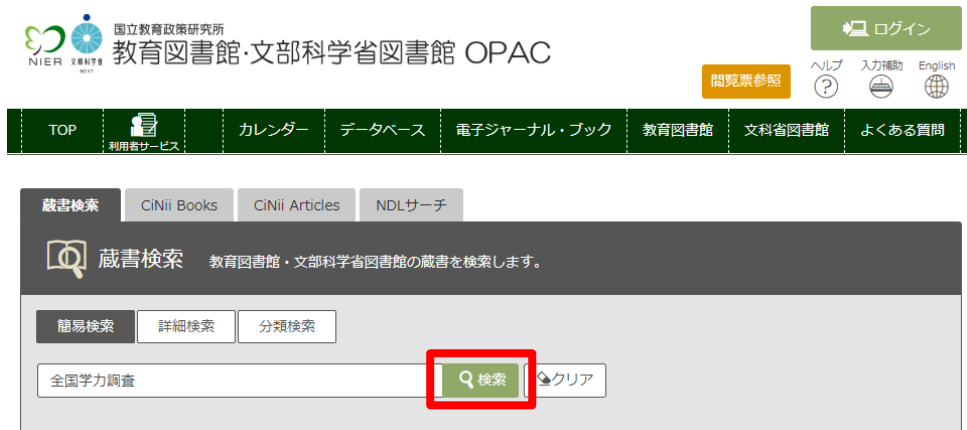 国立教育政策研究所
教育図書館・文部科学省図書館 OPAC
NIER 文部科学省
ログイン
閲覧票参照
ヘルプ
入力補助
English
TOP
利用者サービス
カレンダー
データベース
電子ジャーナル・ブック
教育図書館
文科省図書館
よくある質問
蔵書検索
CiNii Books
CiNii Articles
NDLサーチ
蔵書検索 教育図書館・文部科学省図書館の蔵書を検索します。
簡易検索
詳細検索
分類検索
全国学力調査
検索
クリア